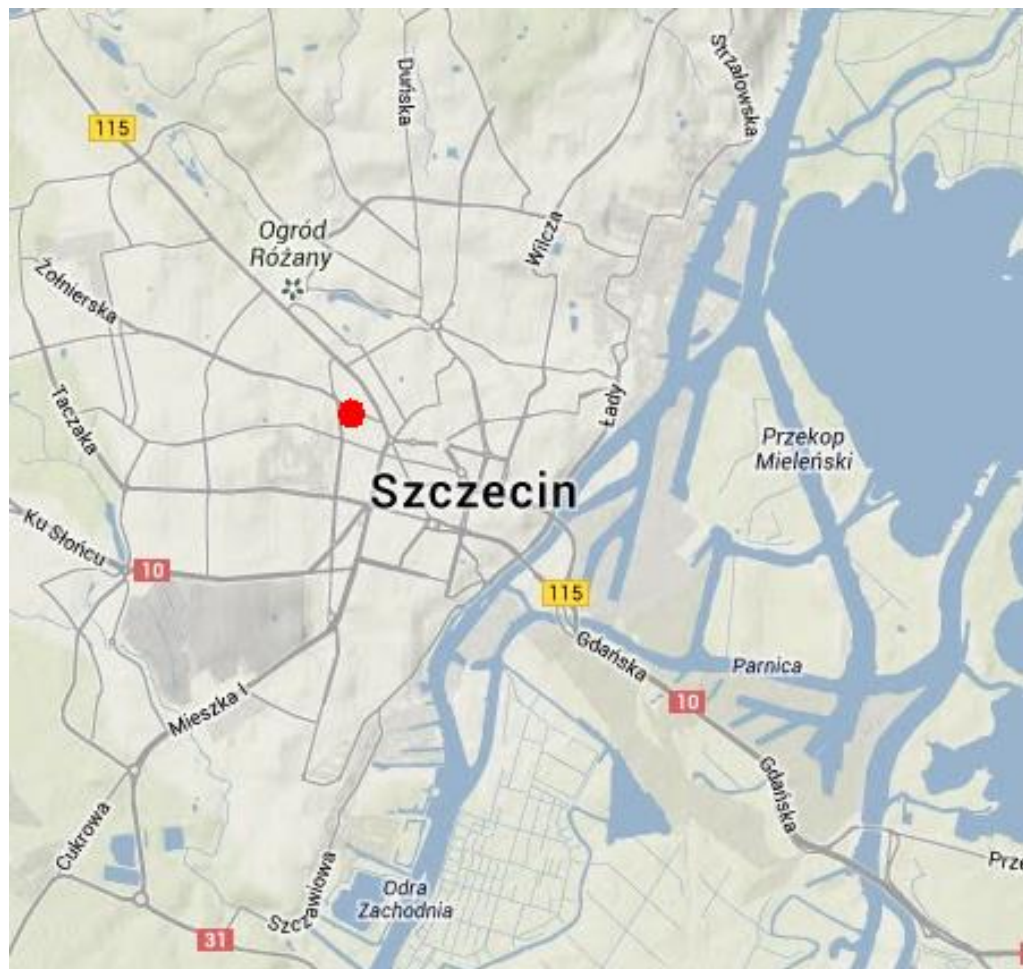 Strzałowska
Duńska
115
Wilcza
Ogród
Różany
Żołnierska
Taczaka
Łady
Przekop
Mieleński
Szczecin
Ku Słońcu
10
115
Gdańska
Parnica
Mieszka I
10
Gdańska
Cukrowa
Odra
Zachodnia
Szczawiowa
31